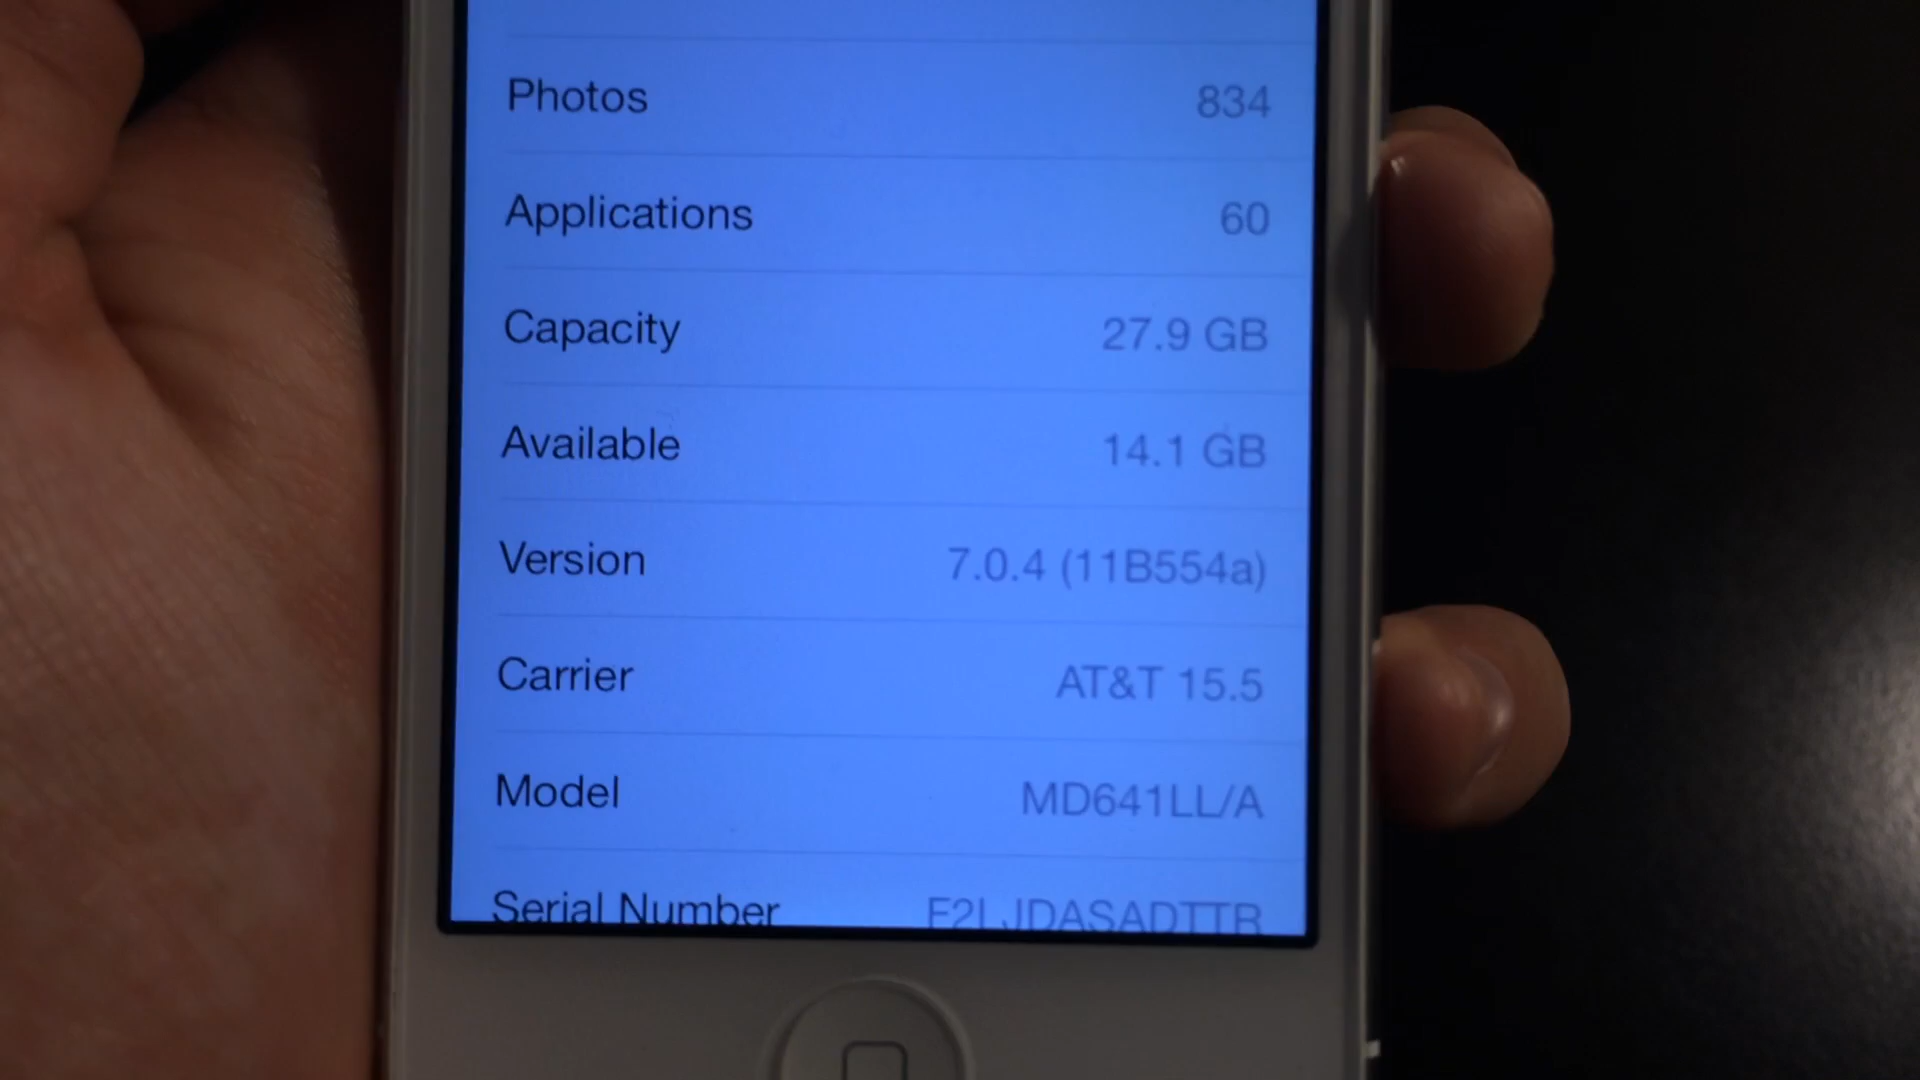 Photos 834
Applications 60
Capacity 27.9 GB
Available 14.1 GB
Version 7.0.4 (11B554a)
Carrier AT&T 15.5
Model MD641LL/A
Serial Number